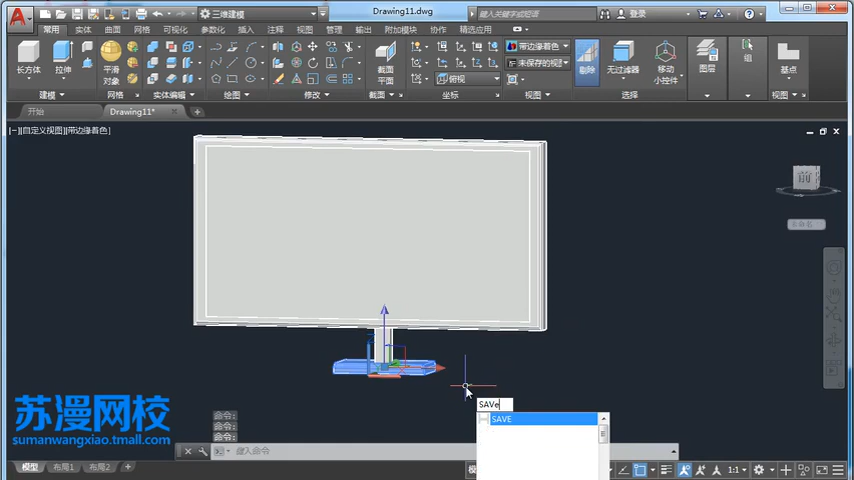 三维建模
Drawing11.dwg
键入关键字或短语
登录
常用 实体 曲面 网格 可视化 参数化 插入 注释 视图 管理 输出 附加模块 协作 精选应用
长方体
拉伸
平滑
对象
截面
平面
带边缘着色
未保存的视图
俯视
剔除
无过滤器
移动
小控件
图层
组
基点
建模
实体编辑
绘图
修改
截面
坐标
视图
选择
视图
开始
Drawing11*
[−][自定义视图][带边缘着色]
前
未命名
SAVe
SAVE
苏漫网校
sumanwangxiao.tmall.com
命令:
命令:
命令:
键入命令
模型 布局1 布局2 +
1:1